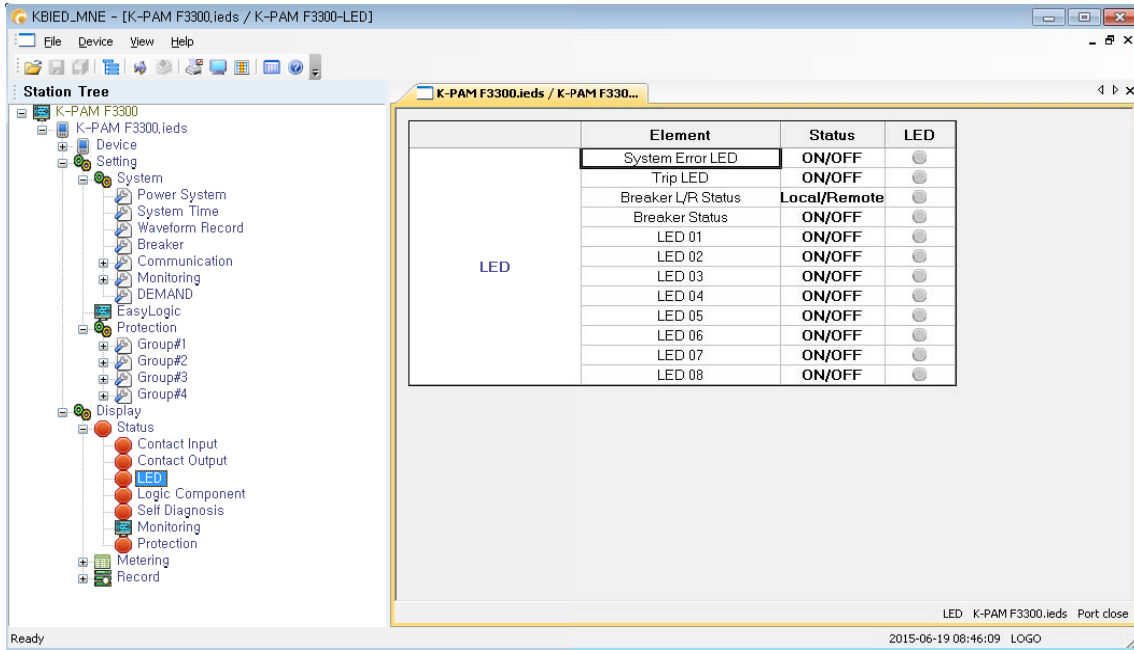 KBIED_MNE - [K-PAM F3300,ieds / K-PAM F3300-LED]
File Device View Help
Station Tree
K-PAM F3300
K-PAM F3300,ieds
Device
Setting
System
Power System
System Time
Waveform Record
Breaker
Communication
Monitoring
DEMAND
EasyLogic
Protection
Group#1
Group#2
Group#3
Group#4
Display
Status
Contact Input
Contact Output
LED
Logic Component
Self Diagnosis
Monitoring
Protection
Metering
Record
K-PAM F3300.ieds / K-PAM F330...
Element Status LED
LED
System Error LED ON/OFF
Trip LED ON/OFF
Breaker L/R Status Local/Remote
Breaker Status ON/OFF
LED 01 ON/OFF
LED 02 ON/OFF
LED 03 ON/OFF
LED 04 ON/OFF
LED 05 ON/OFF
LED 06 ON/OFF
LED 07 ON/OFF
LED 08 ON/OFF
LED K-PAM F3300.ieds Port close
Ready 2015-06-19 08:46:09 LOGO